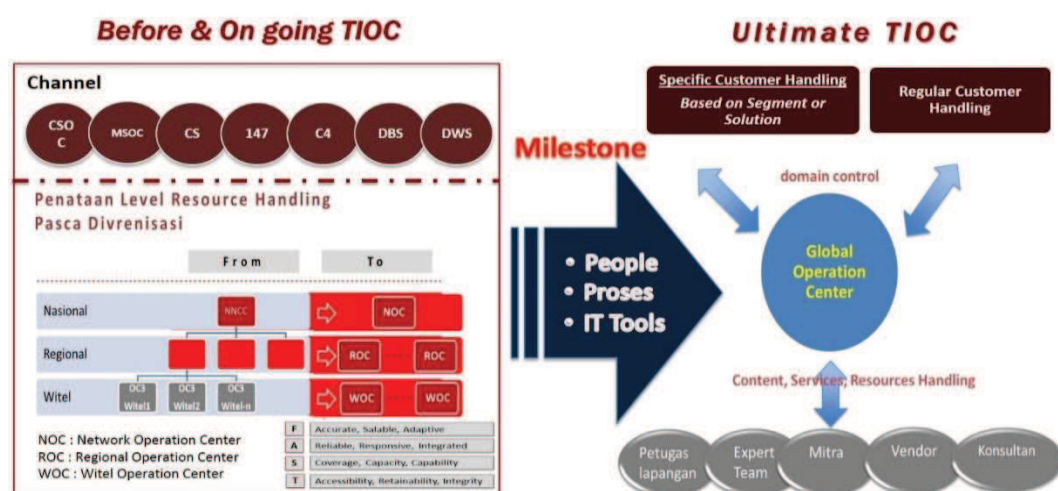 Before & On going TIOC
Channel
CSO
C
MSOC
CS
147
C4
DBS
DWS
Penataan Level Resource Handling
Pasca Divrenisasi
From
To
Nasional
NNCC
NOC
Regional
ROC
ROC
Witel
OC3
Witel1
OC3
Witel2
OC3
Witel-n
WOC
WOC
NOC : Network Operation Center
ROC : Regional Operation Center
WOC : Witel Operation Center
F
Accurate, Salable, Adaptive
A
Reliable, Responsive, Integrated
S
Coverage, Capacity, Capability
T
Accessibility, Retainability, Integrity
Milestone
• People
• Proses
• IT Tools
Ultimate TIOC
Specific Customer Handling
Based on Segment or
Solution
Regular Customer
Handling
domain control
Global
Operation
Center
Content, Services, Resources Handling
Petugas
lapangan
Expert
Team
Mitra
Vendor
Konsultan